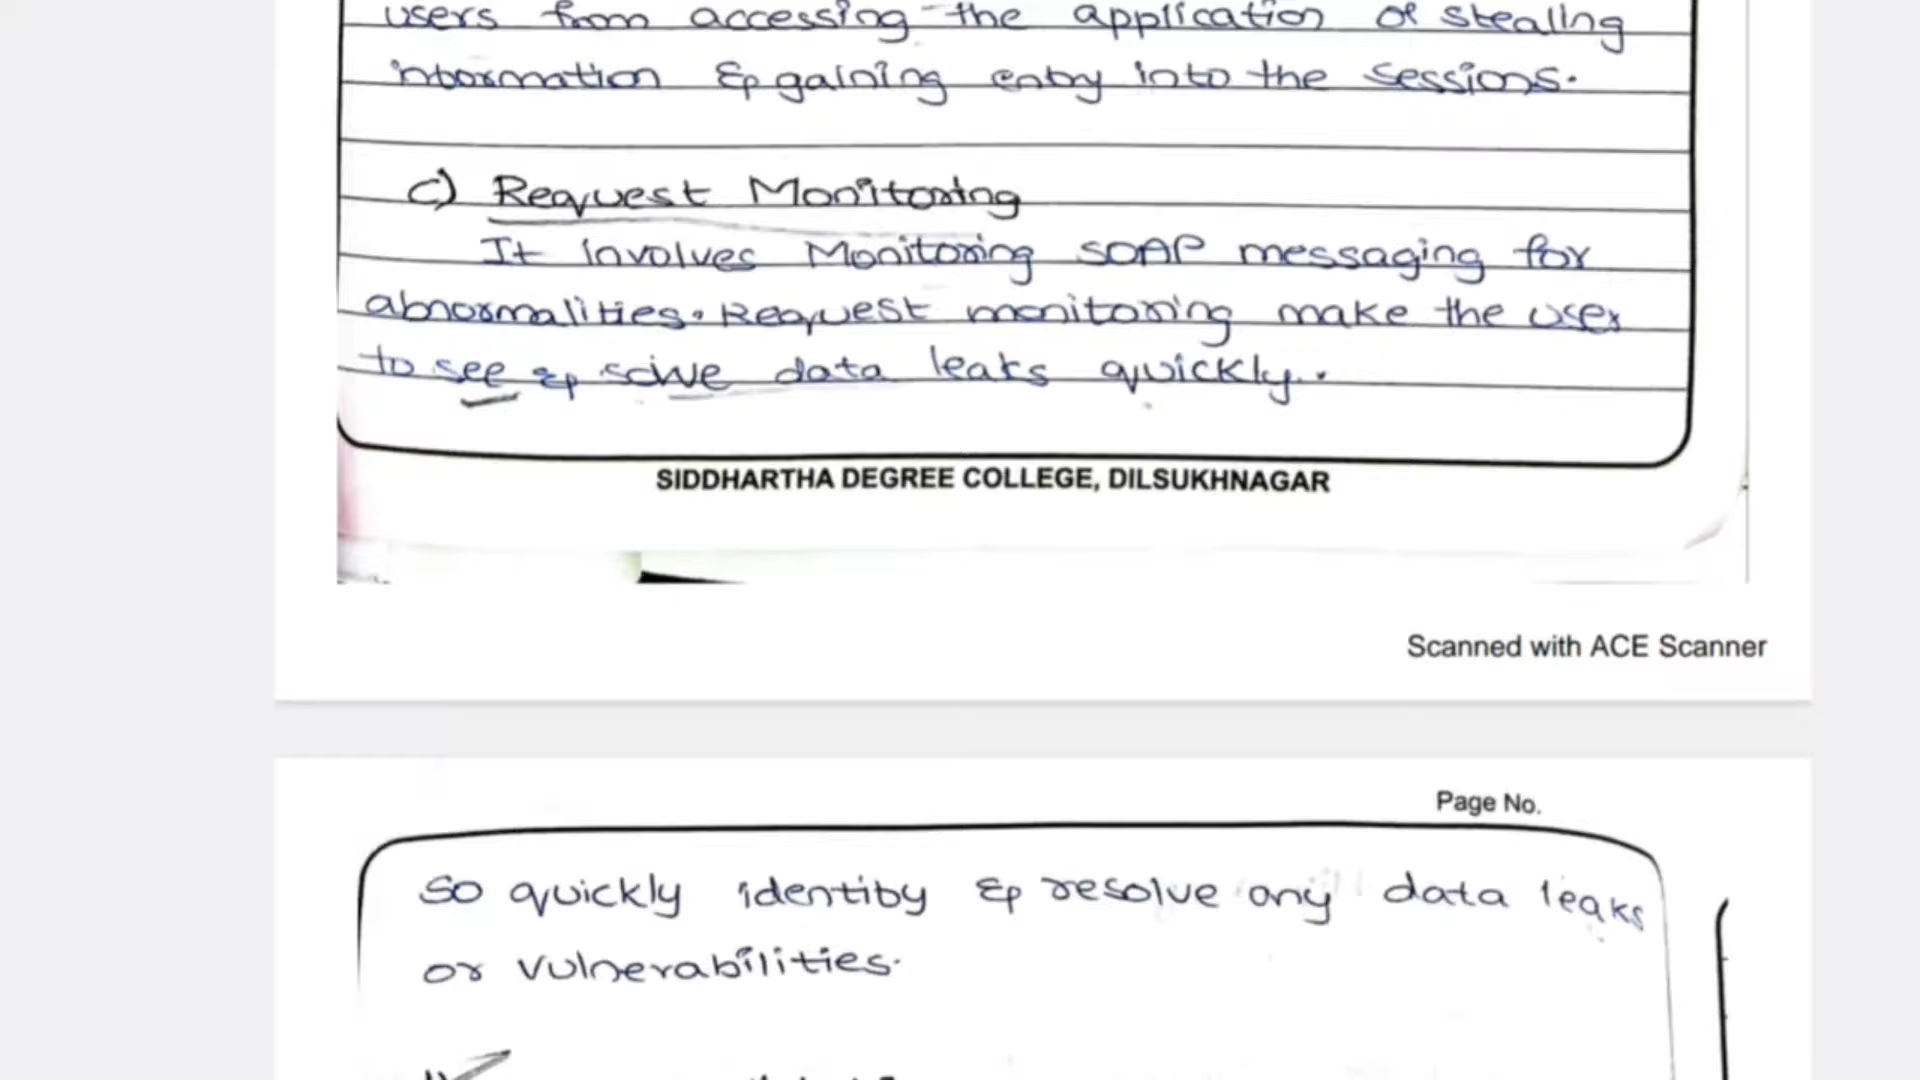 users from accessing the application or stealing
information & gaining entry into the sessions.
c) Request Monitoring
It involves Monitoring SOAP messaging for
abnormalities. Request monitoring make the user
to see & solve data leaks quickly.
SIDDHARTHA DEGREE COLLEGE, DILSUKHNAGAR
Scanned with ACE Scanner
Page No.
So quickly identify & resolve any data leaks
or vulnerabilities.